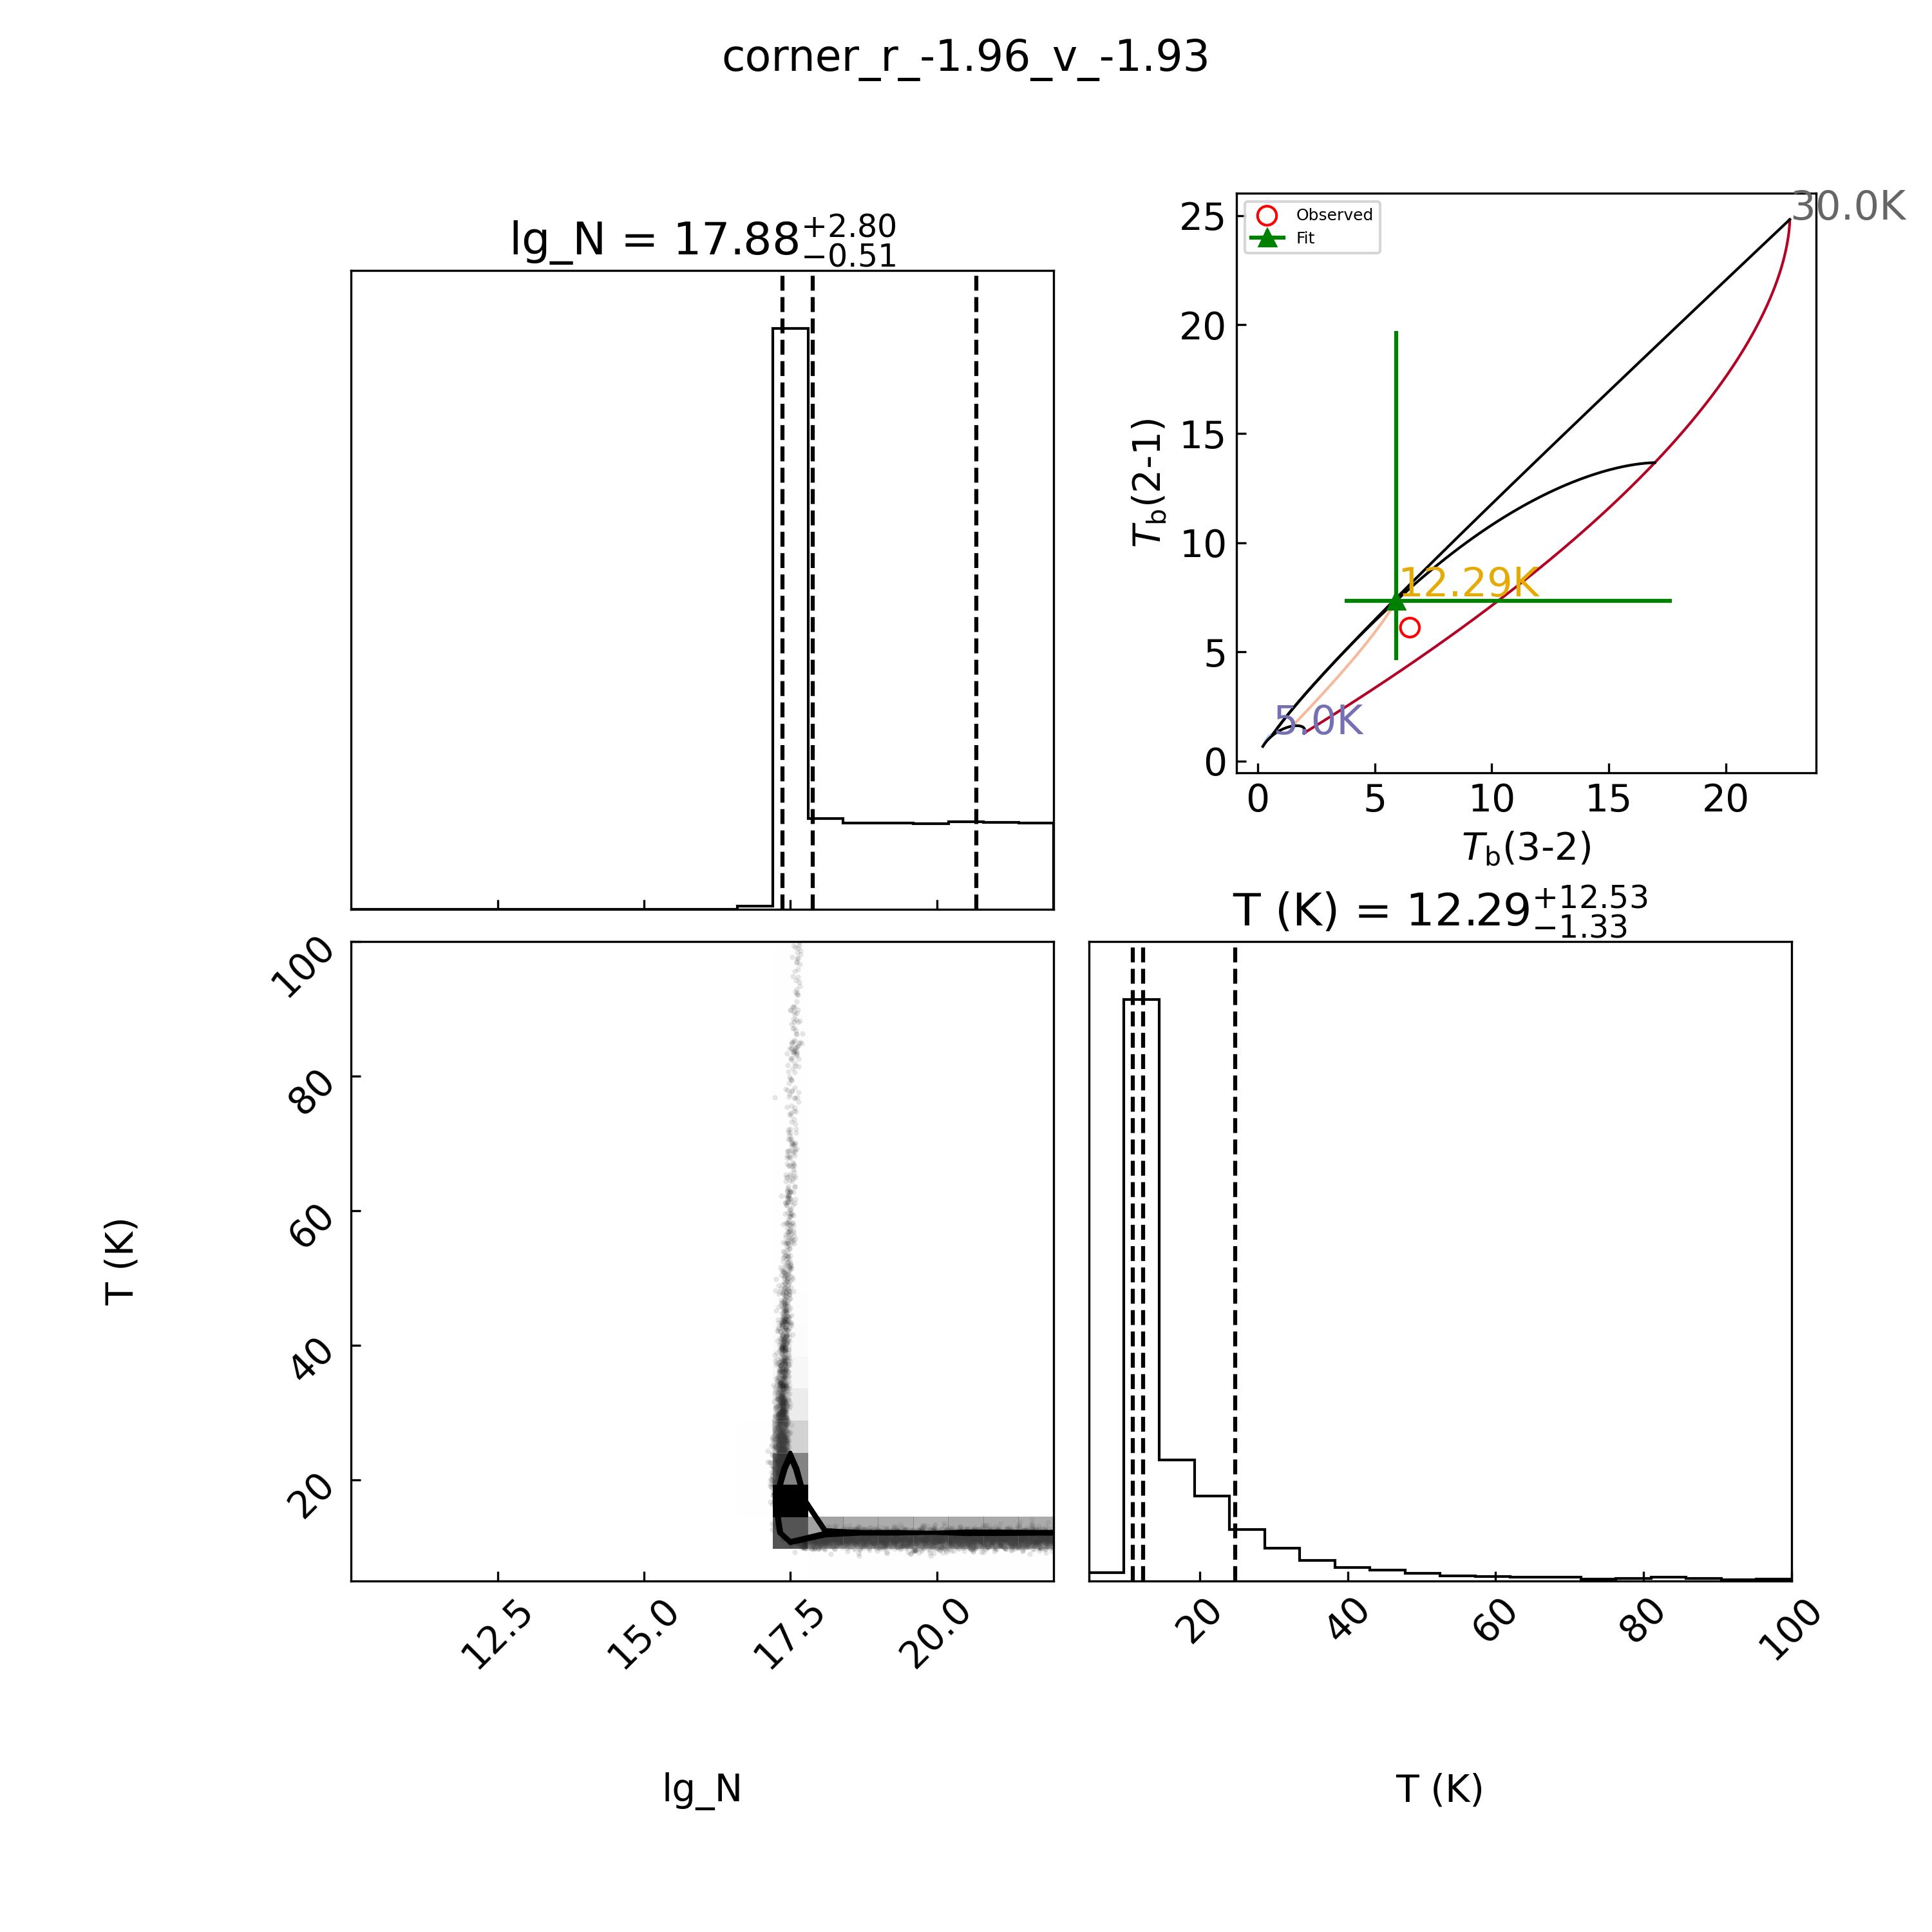 corner_r_-1.96_v_-1.93
lg_N = 17.88+2.80−0.51
30.0K
25
20
15
10
5
0
Observed
Fit
12.29K
5.0K
Tb(2-1)
0
5
10
15
20
Tb(3-2)
T (K) = 12.29+12.53−1.33
100
80
60
40
20
T (K)
12.5
15.0
17.5
20.0
lg_N
20
40
60
80
100
T (K)